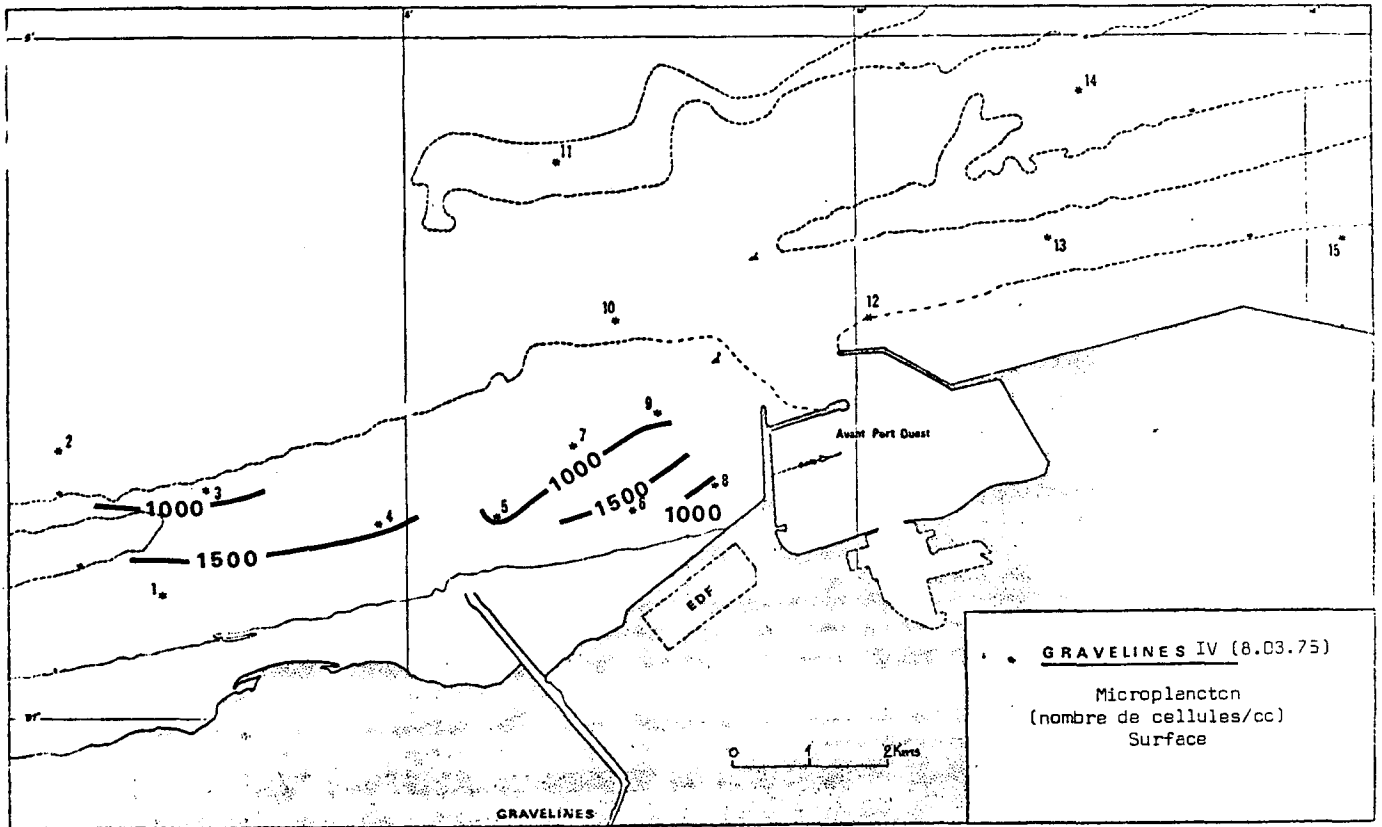 4'
14
11
13
15
12
10
9
2
7
Avant Port Ouest
3
1000
5
1000
8
4
1500
6
1000
1500
1
EDF
GRAVELINES IV (8.03.75)
Microplancton
(nombre de cellules/cc)
Surface
0 1 2Kms
GRAVELINES